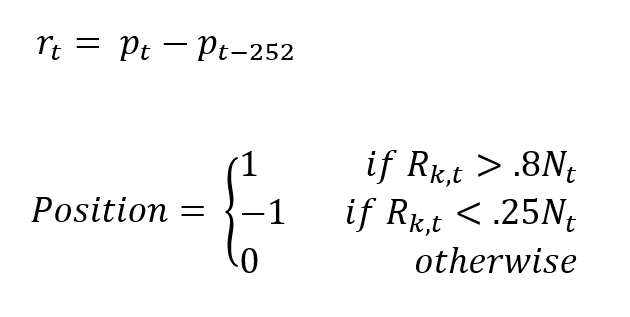 r_t = p_t − p_{t−252}
Position = { 1 if R_{k,t} > .8N_t
−1 if R_{k,t} < .25N_t
0 otherwise